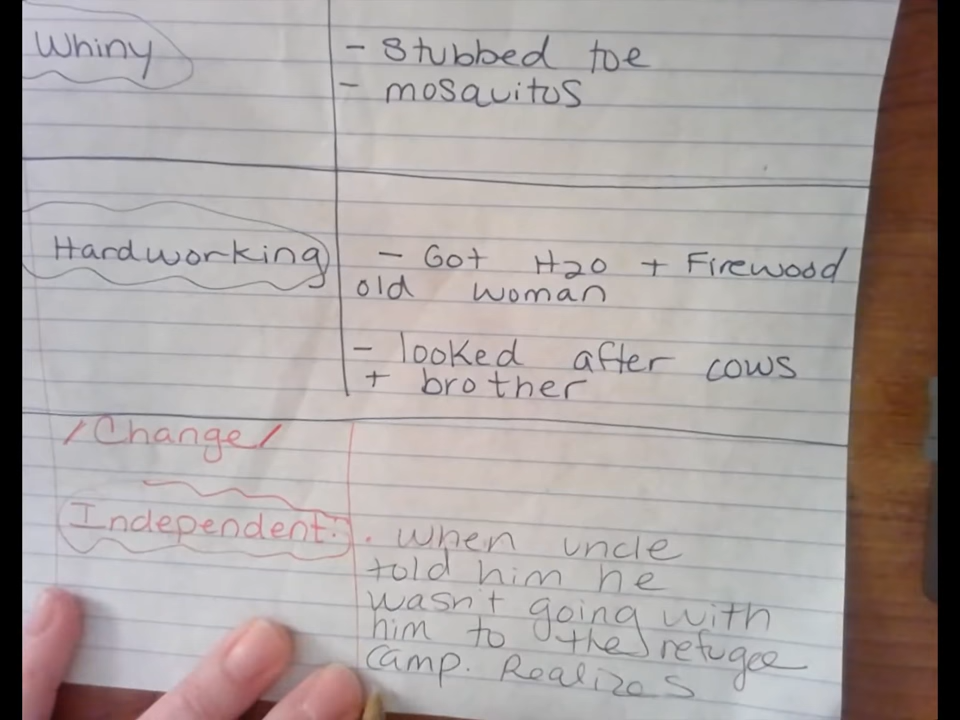 Whiny
- Stubbed toe
- mosquitos
Hardworking
- Got H2O + Firewood
old woman
- looked after cows
+ brother
/Change/
Independent:
. when uncle
told him he
wasn't going with
him to the refugee
camp. Realizes